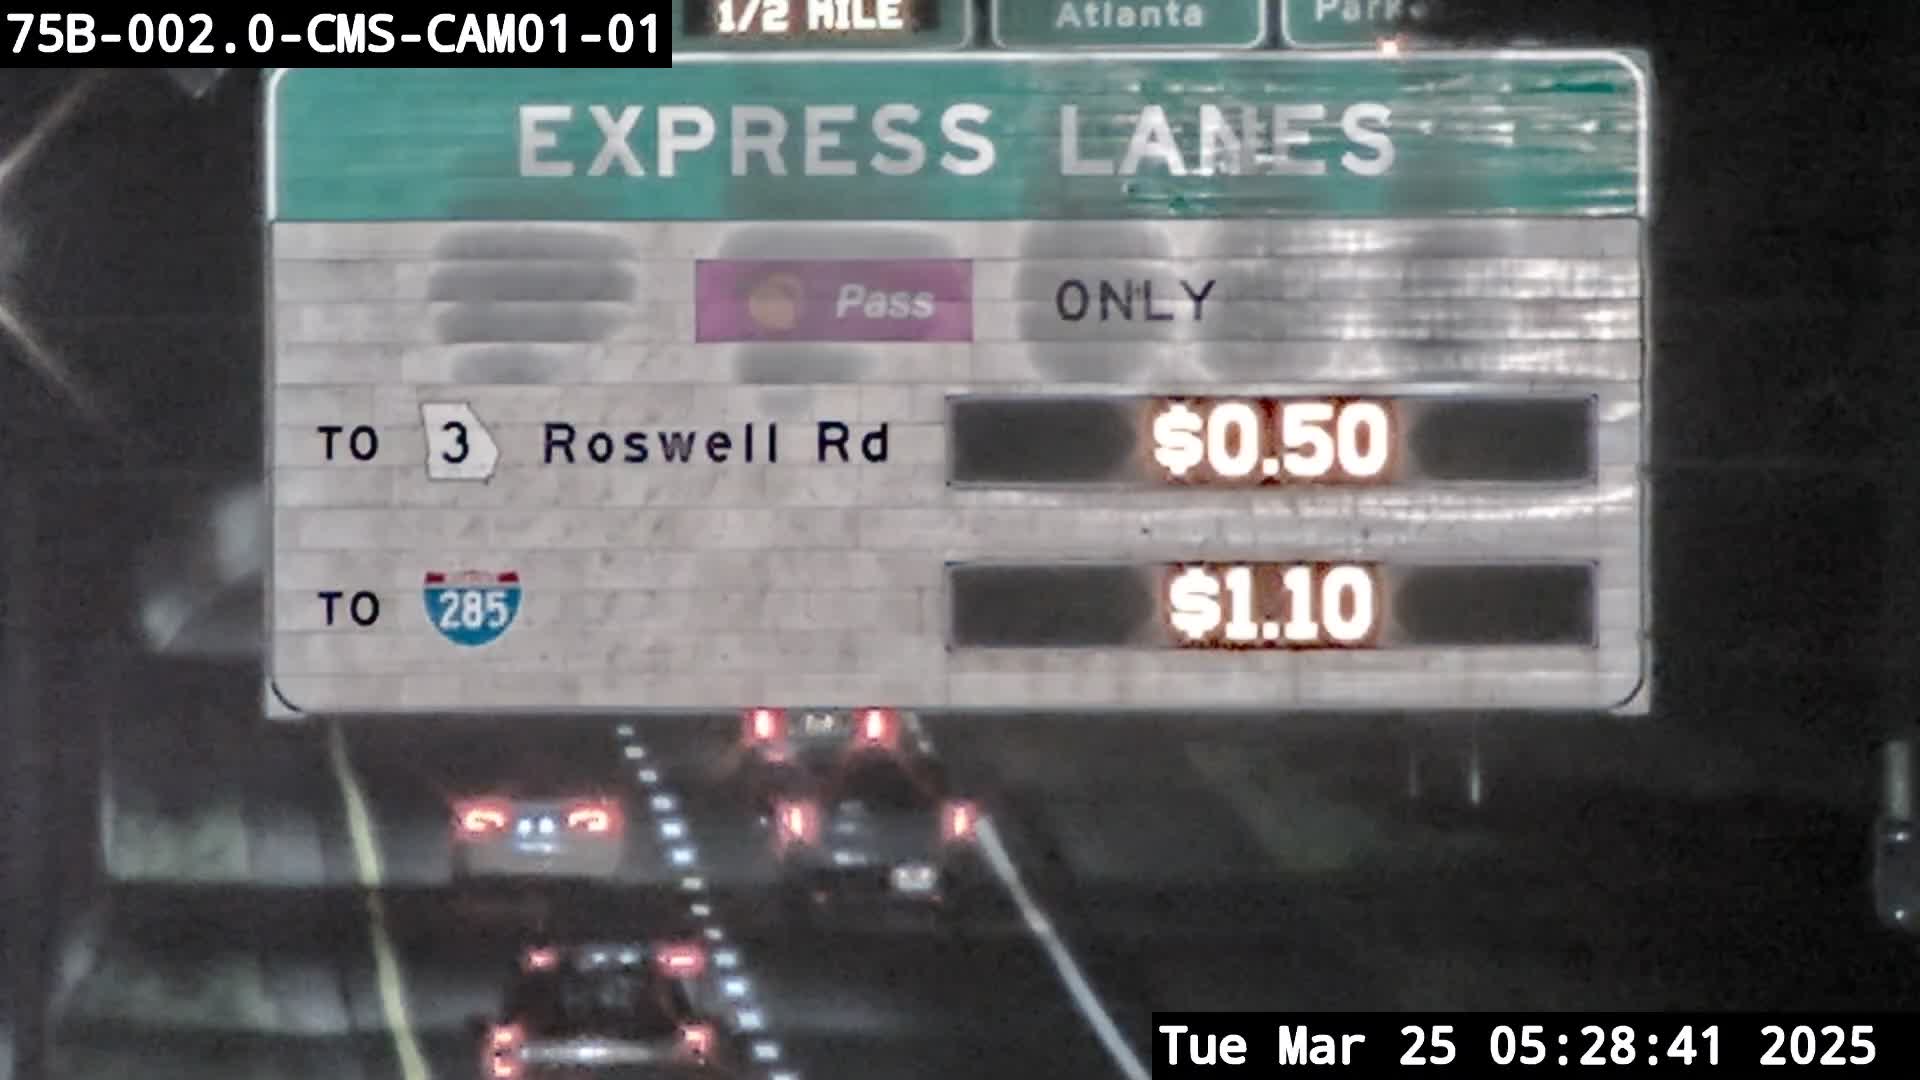 75B-002.0-CMS-CAM01-01
1/2 MILE
Atlanta
EXPRESS LANES
Pass ONLY
TO 3 Roswell Rd $0.50
TO 285 $1.10
Tue Mar 25 05:28:41 2025